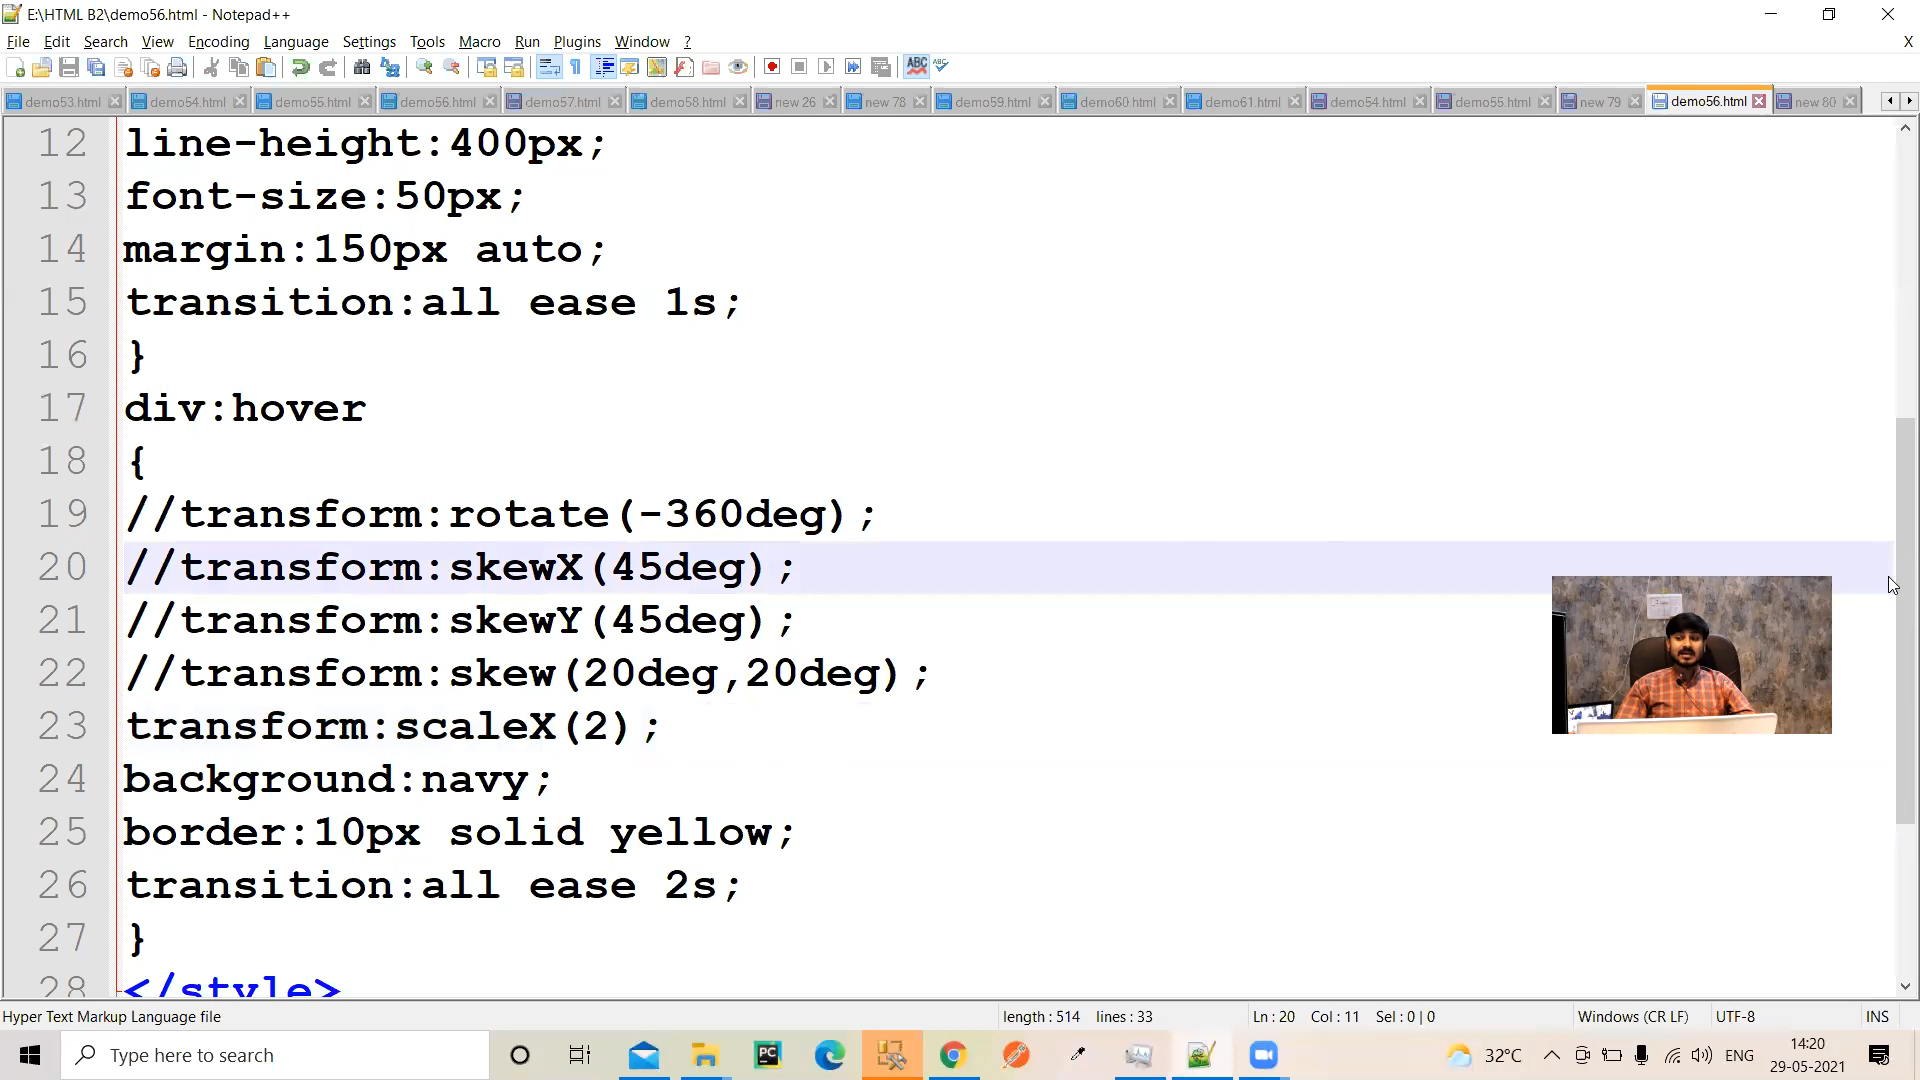 E:\HTML B2\demo56.html - Notepad++
File Edit Search View Encoding Language Settings Tools Macro Run Plugins Window ? X
demo53.html demo54.html demo55.html demo56.html demo57.html demo58.html new 26 new 78 demo59.html demo60.html demo61.html demo54.html demo55.html new 79 demo56.html new 80
12 line-height:400px;
13 font-size:50px;
14 margin:150px auto;
15 transition:all ease 1s;
16 }
17 div:hover
18 {
19 //transform:rotate(-360deg);
20 //transform:skewX(45deg);
21 //transform:skewY(45deg);
22 //transform:skew(20deg,20deg);
23 transform:scaleX(2);
24 background:navy;
25 border:10px solid yellow;
26 transition:all ease 2s;
27 }
28 </style>
Hyper Text Markup Language file length : 514 lines : 33 Ln : 20 Col : 11 Sel : 0 | 0 Windows (CR LF) UTF-8 INS
Type here to search 32°C ENG 14:20
29-05-2021